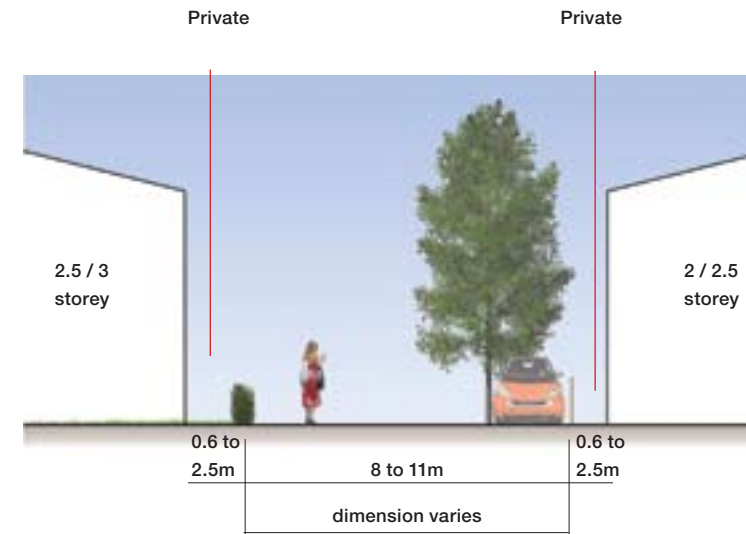 Private
Private
2.5 / 3
storey
2 / 2.5
storey
0.6 to
2.5m
8 to 11m
0.6 to
2.5m
dimension varies